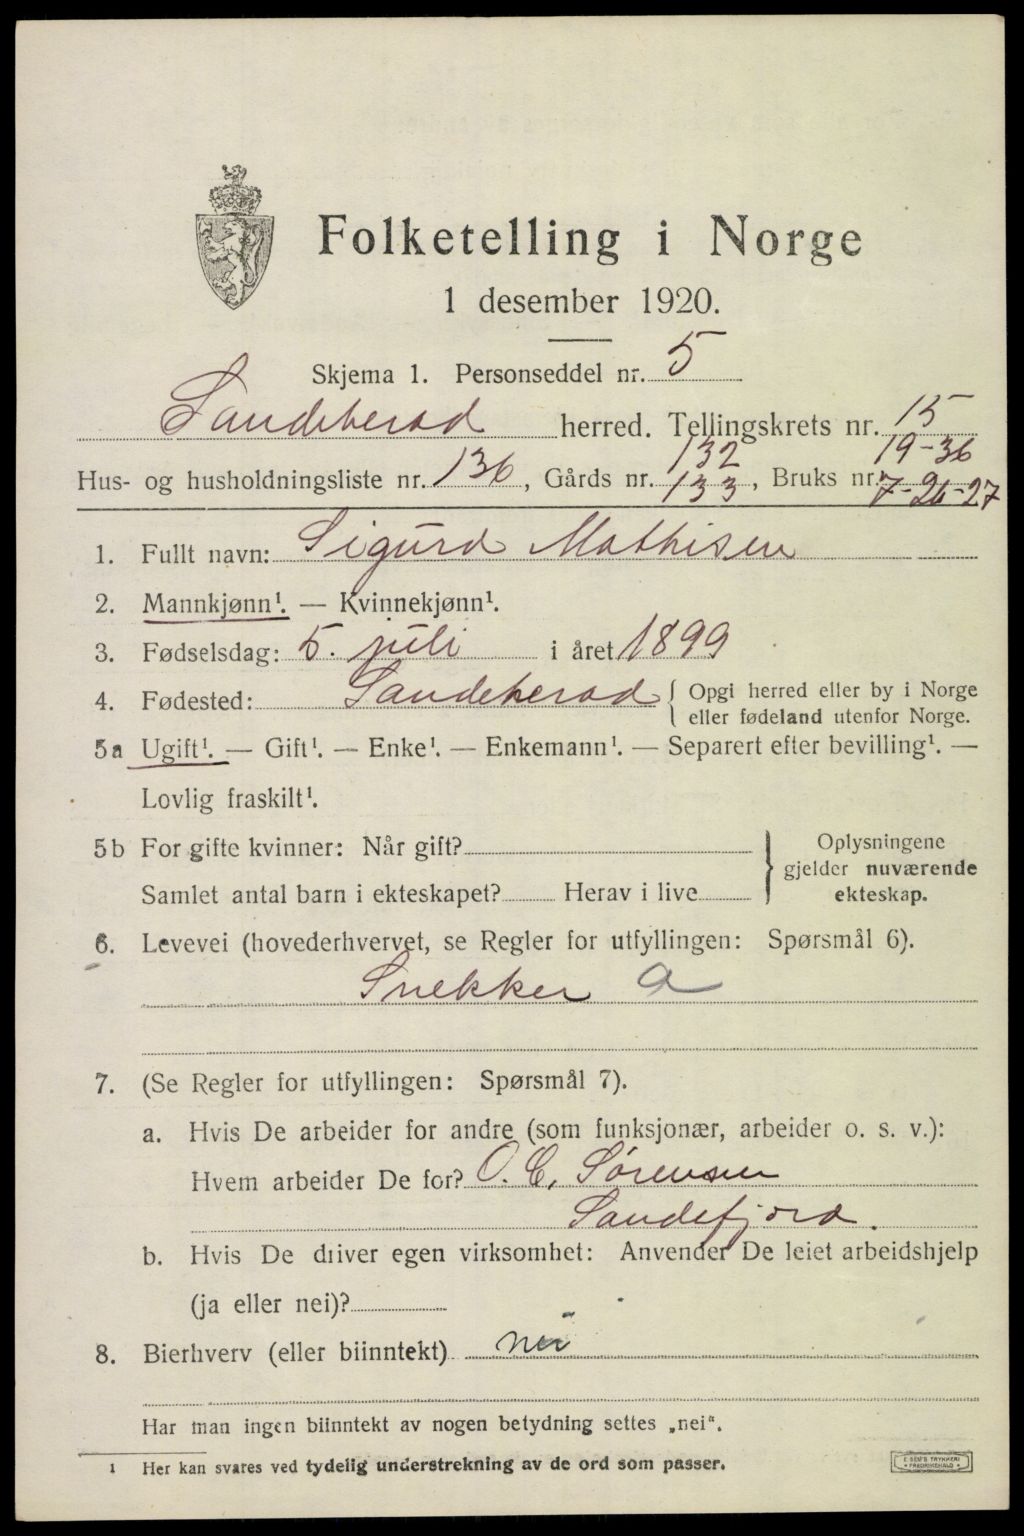 Folketelling i Norge
1 desember 1920.
Skjema 1. Personseddel nr. 5
Sandeherad herred. Tellingskrets nr. 15
132 19-36
Hus- og husholdningsliste nr. 136, Gårds nr. 133, Bruks nr. 7-26-27
1. Fullt navn: Sigurd Mathisen
2. Mannkjønn¹. — Kvinnekjønn¹.
3. Fødselsdag: 5. juli i året 1899
4. Fødested: Sandeherad { Opgi herred eller by i Norge
eller fødeland utenfor Norge.
5a Ugift¹. — Gift¹. — Enke¹. — Enkemann¹. — Separert efter bevilling¹. —
Lovlig fraskilt¹.
5b For gifte kvinner: Når gift? } Oplysningene
gjelder nuværende
Samlet antal barn i ekteskapet? Herav i live ekteskap.
6. Levevei (hovederhvervet, se Regler for utfyllingen: Spørsmål 6).
Snekker a
7. (Se Regler for utfyllingen: Spørsmål 7).
a. Hvis De arbeider for andre (som funksjonær, arbeider o. s. v.):
Hvem arbeider De for? O. C. Sørensen
Sandefjord.
b. Hvis De driver egen virksomhet: Anvender De leiet arbeidshjelp
(ja eller nei)?
8. Bierhverv (eller biinntekt) nei
Har man ingen biinntekt av nogen betydning settes „nei".
¹ Her kan svares ved tydelig understrekning av de ord som passer.
E SEM'S TRYKKERI
FREDRIKSHALD